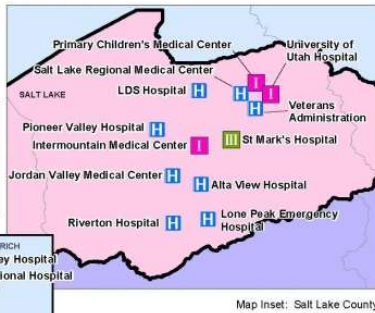 Primary Children's Medical Center
University of
Utah Hospital
Salt Lake Regional Medical Center
I
I
SALT LAKE
LDS Hospital
H
H
H
Veterans
Administration
Pioneer Valley Hospital
H
Intermountain Medical Center
I
III
St Mark's Hospital
Jordan Valley Medical Center
H
H
Alta View Hospital
Riverton Hospital
H
H
Lone Peak Emergency
Hospital
RICH
ey Hospital
ional Hospital
Map Inset: Salt Lake County